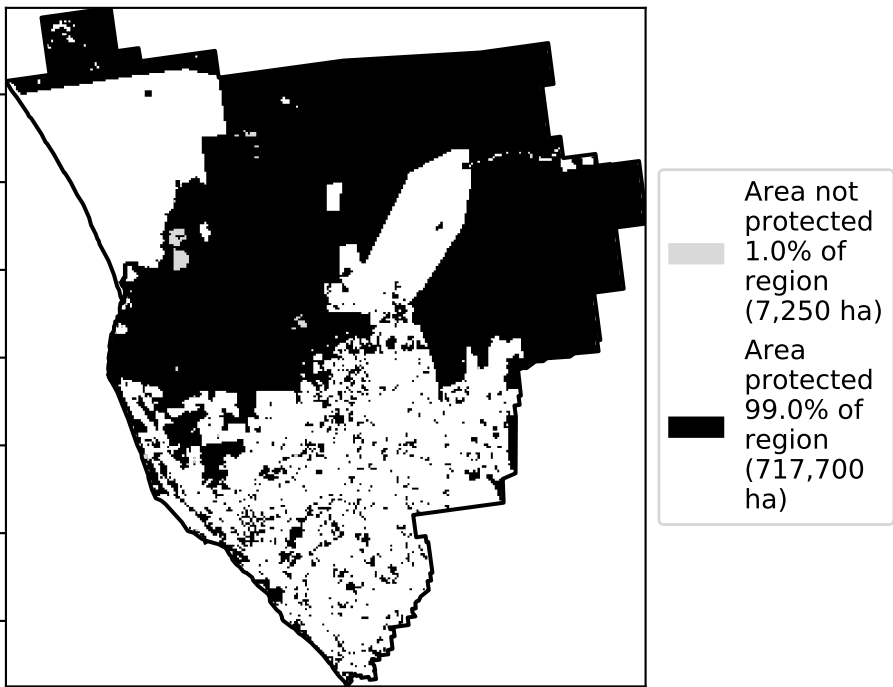 Area not
protected
1.0% of
region
(7,250 ha)
Area
protected
99.0% of
region
(717,700
ha)